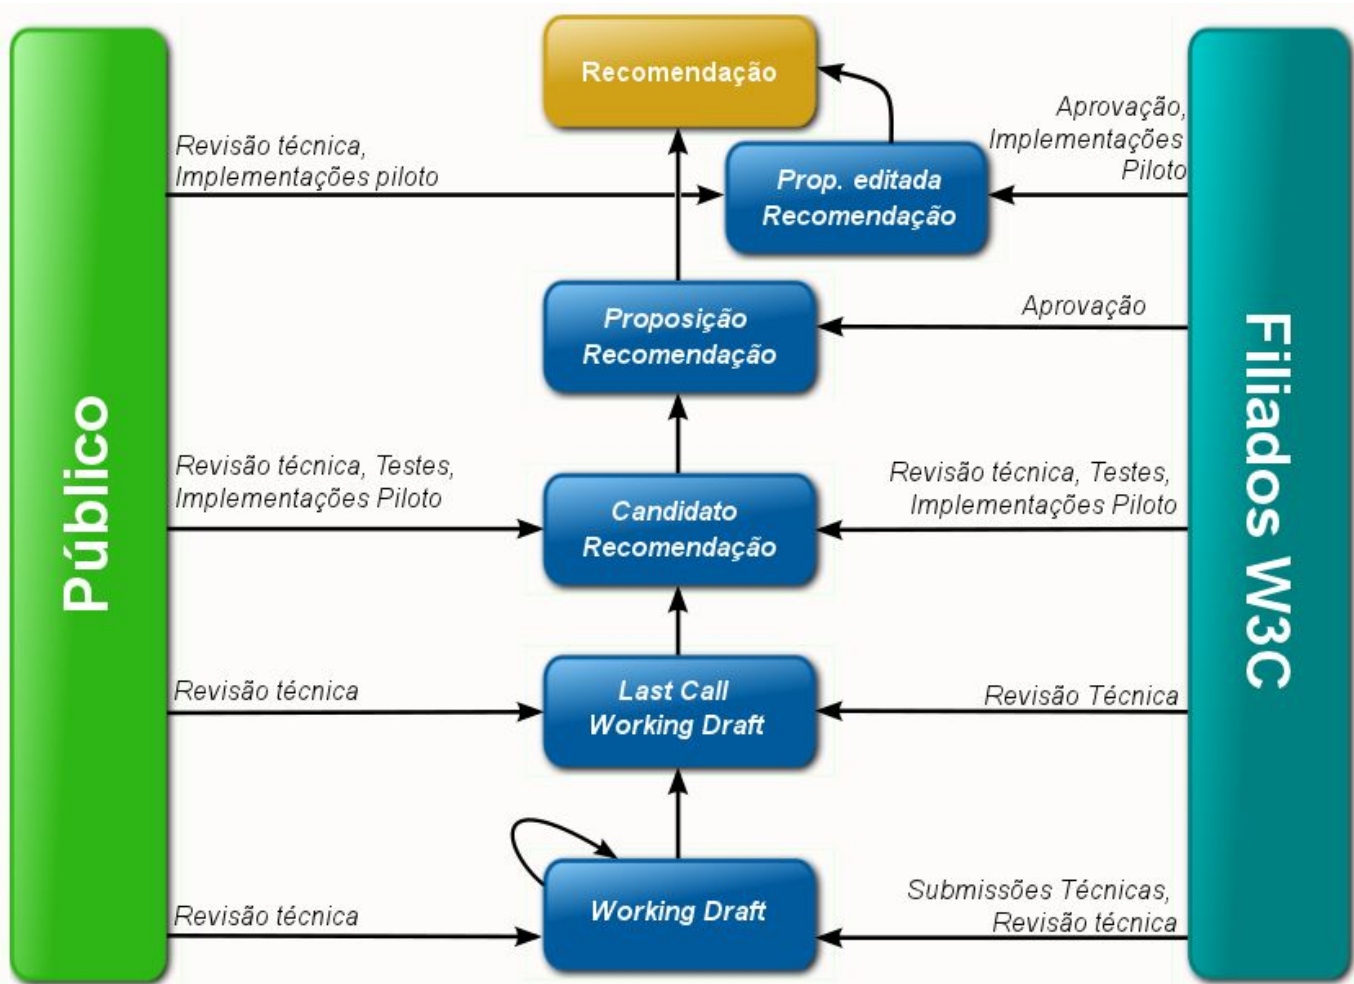 Recomendação
Revisão técnica,
Implementações piloto
Aprovação,
Implementações
Piloto
Prop. editada
Recomendação
Proposição
Recomendação
Aprovação
Público
Filiados W3C
Revisão técnica, Testes,
Implementações Piloto
Candidato
Recomendação
Revisão técnica, Testes,
Implementações Piloto
Revisão técnica
Last Call
Working Draft
Revisão Técnica
Revisão técnica
Working Draft
Submissões Técnicas,
Revisão técnica